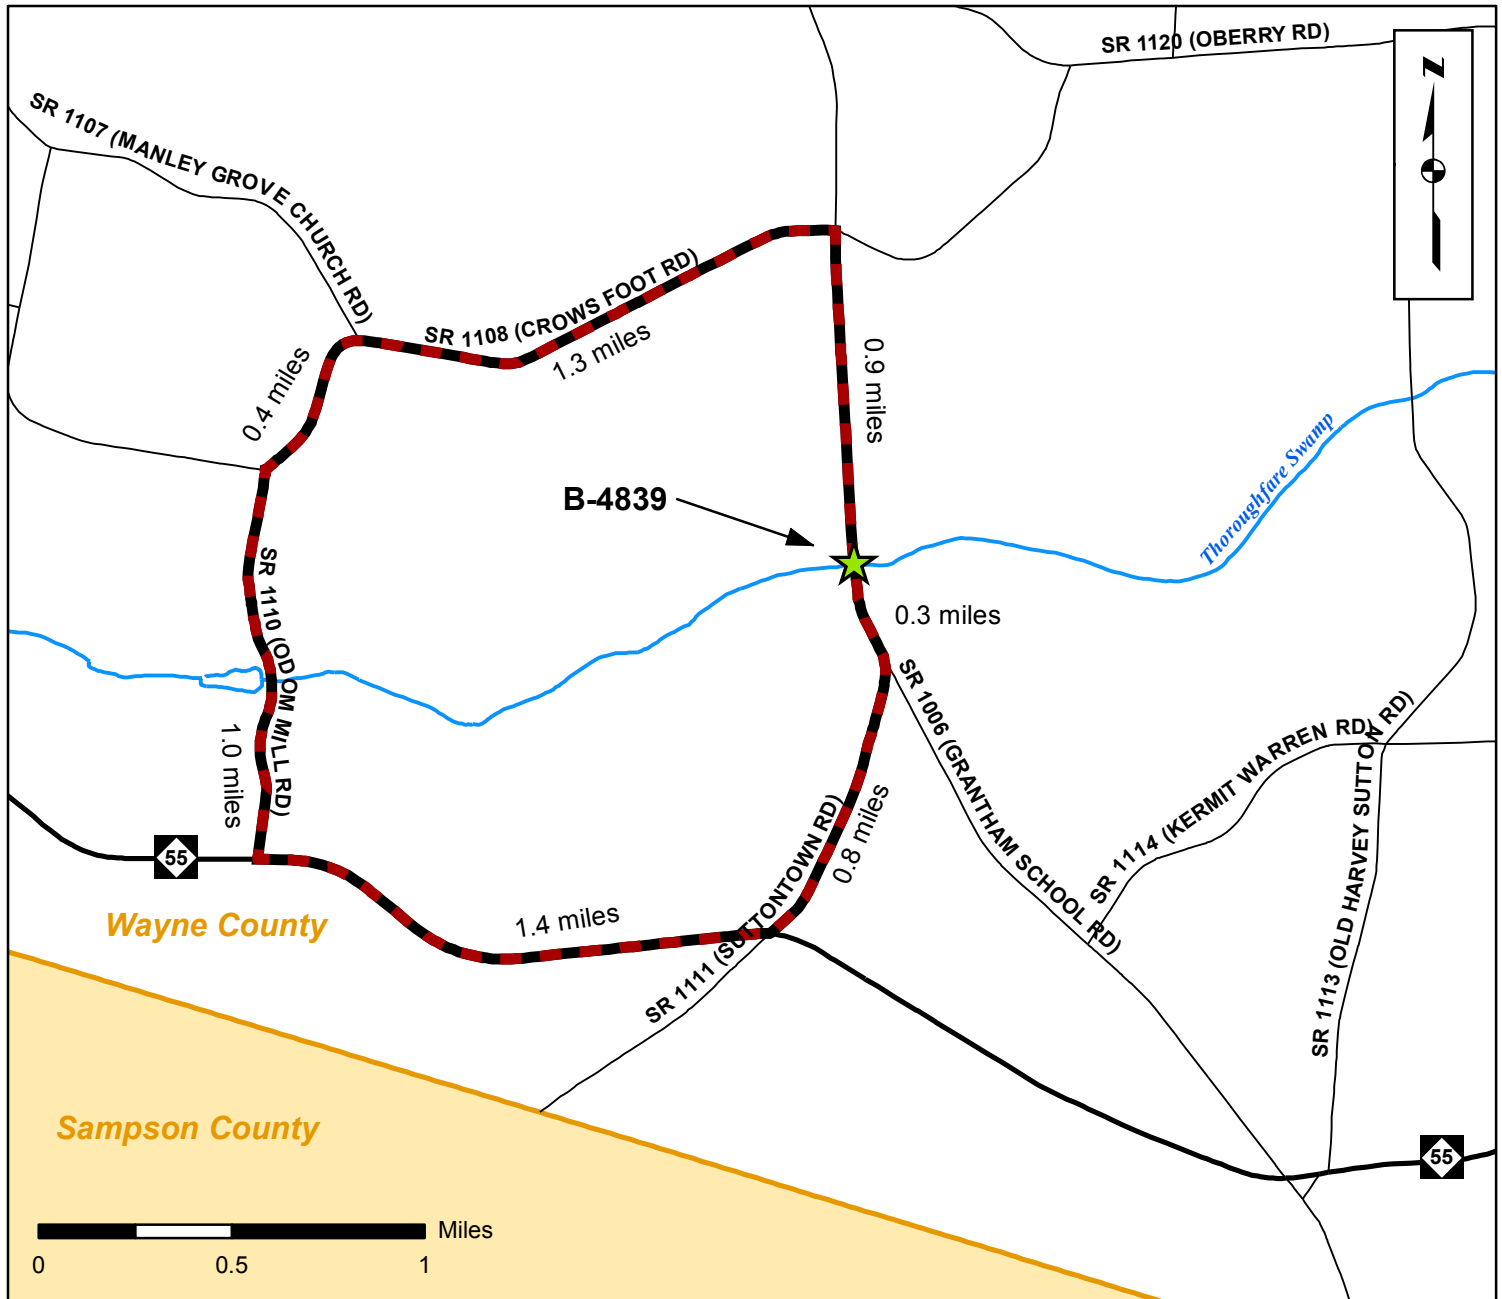 SR 1120 (OBERRY RD)
N
SR 1107 (MANLEY GROVE CHURCH RD)
SR 1108 (CROWS FOOT RD)
1.3 miles
0.4 miles
0.9 miles
B-4839
Thoroughfare Swamp
0.3 miles
SR 1110 (ODOM MILL RD)
1.0 miles
SR 1006 (GRANTHAM SCHOOL RD)
SR 1114 (KERMIT WARREN RD)
SR 1113 (OLD HARVEY SUTTON RD)
0.8 miles
SR 1111 (SUTTONTOWN RD)
1.4 miles
55
Wayne County
Sampson County
55
Miles
0 0.5 1